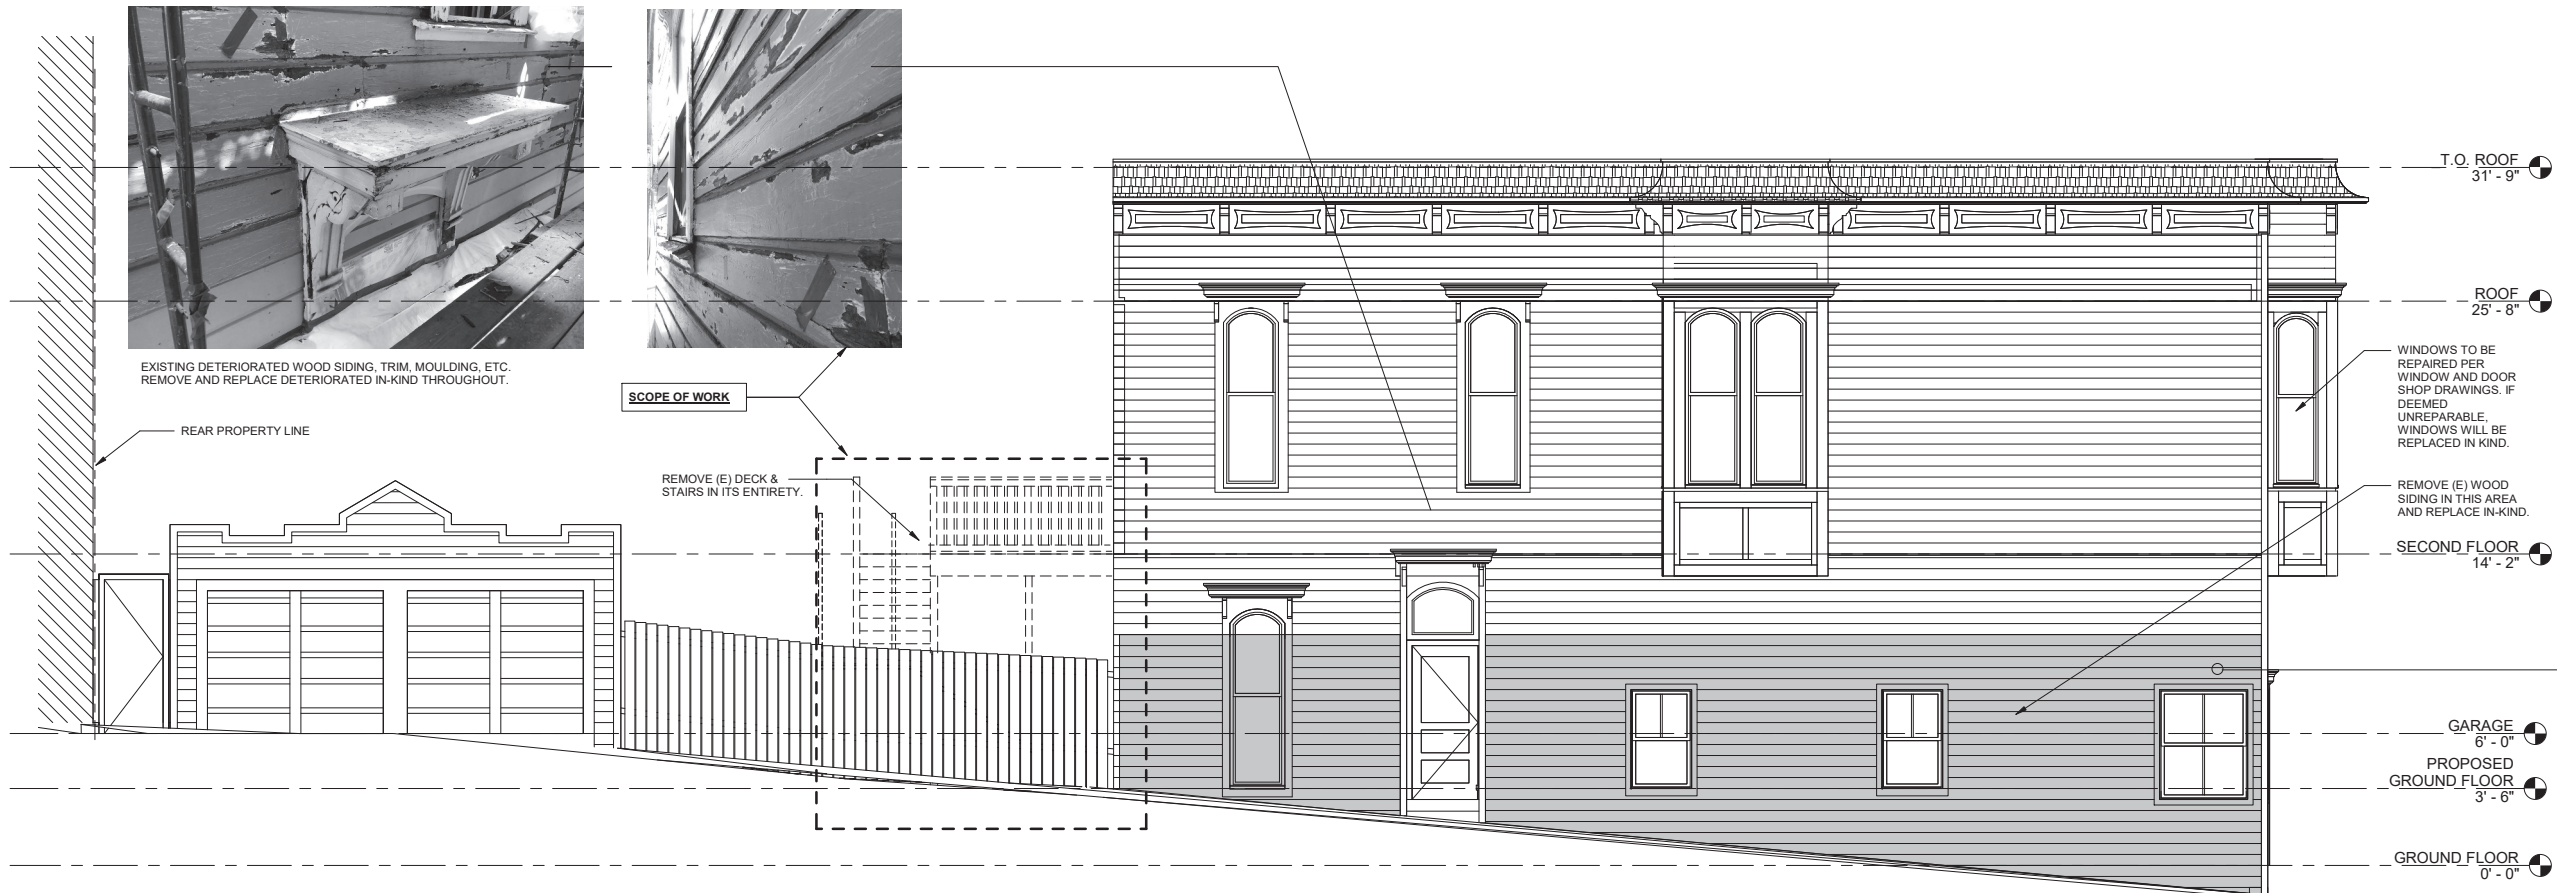 EXISTING DETERIORATED WOOD SIDING, TRIM, MOULDING, ETC.
REMOVE AND REPLACE DETERIORATED IN-KIND THROUGHOUT.
SCOPE OF WORK
REAR PROPERTY LINE
REMOVE (E) DECK &
STAIRS IN ITS ENTIRETY.
T.O. ROOF
31' - 9"
ROOF
25' - 8"
WINDOWS TO BE
REPAIRED PER
WINDOW AND DOOR
SHOP DRAWINGS. IF
DEEMED
UNREPARABLE,
WINDOWS WILL BE
REPLACED IN KIND.
REMOVE (E) WOOD
SIDING IN THIS AREA
AND REPLACE IN-KIND.
SECOND FLOOR
14' - 2"
GARAGE
6' - 0"
PROPOSED
GROUND FLOOR
3' - 6"
GROUND FLOOR
0' - 0"